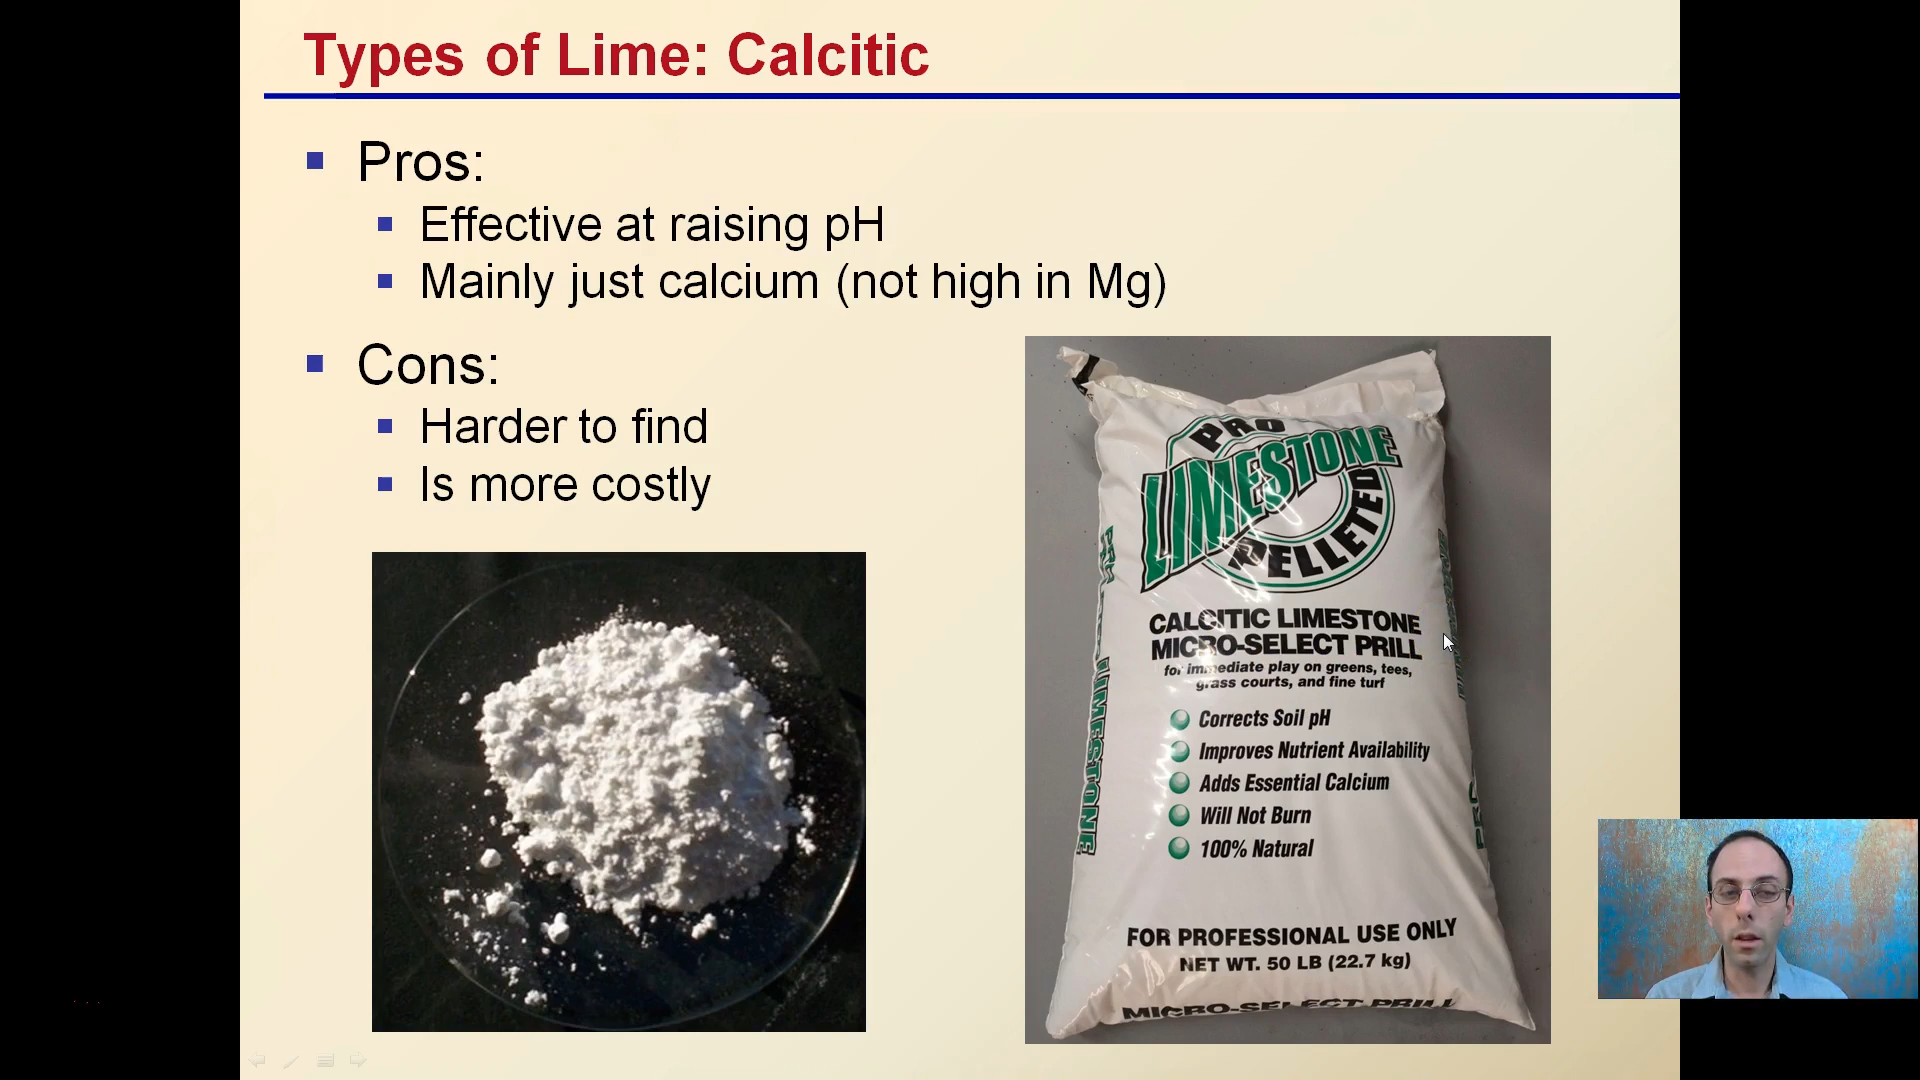 Types of Lime: Calcitic
Pros:
Effective at raising pH
Mainly just calcium (not high in Mg)
Cons:
Harder to find
Is more costly
PRO
LIMESTONE
PELLETED
CALCITIC LIMESTONE
MICRO-SELECT PRILL
for immediate play on greens, tees,
grass courts, and fine turf
Corrects Soil pH
Improves Nutrient Availability
Adds Essential Calcium
Will Not Burn
100% Natural
FOR PROFESSIONAL USE ONLY
NET WT. 50 LB (22.7 kg)
MICRO-SELECT PRILL
LIMESTONE